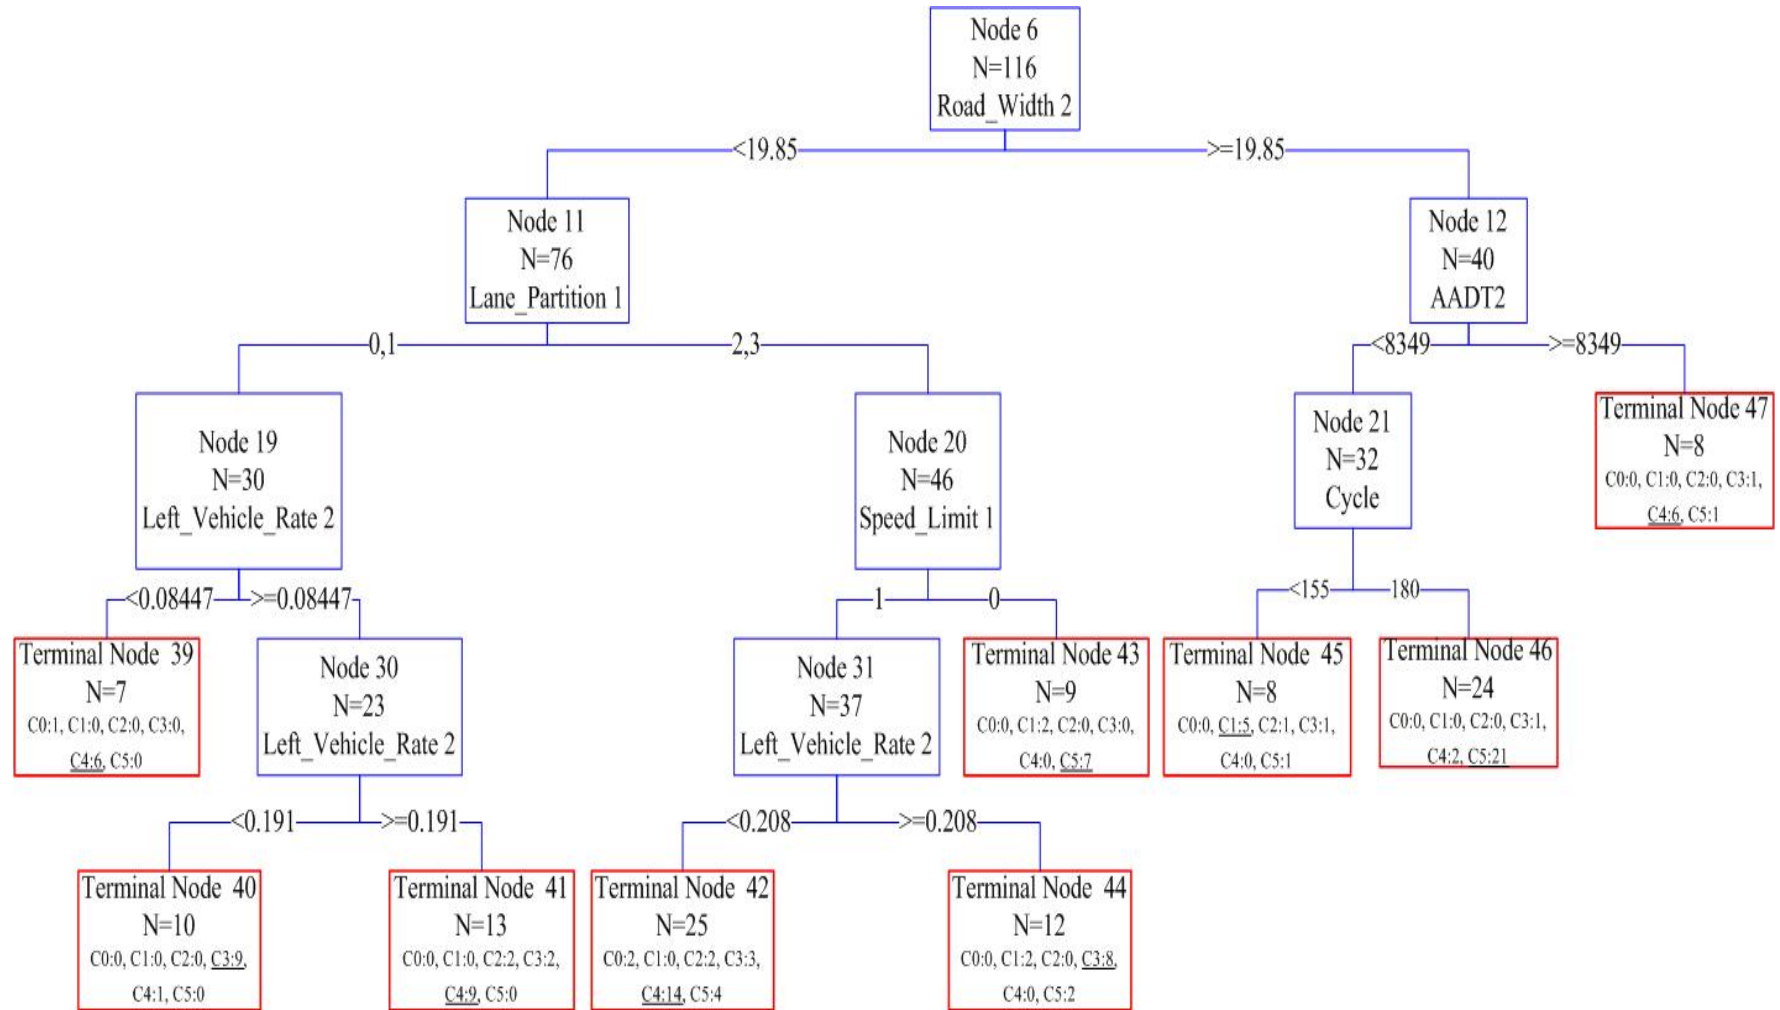 Node 6
N=116
Road_Width 2
<19.85
>=19.85
Node 11
N=76
Lane_Partition 1
Node 12
N=40
AADT2
0,1
2,3
<8349
>=8349
Node 19
N=30
Left_Vehicle_Rate 2
Node 20
N=46
Speed_Limit 1
Node 21
N=32
Cycle
Terminal Node 47
N=8
C0:0, C1:0, C2:0, C3:1,
C4:6, C5:1
<0.08447
>=0.08447
1
0
<155
180
Terminal Node 39
N=7
C0:1, C1:0, C2:0, C3:0,
C4:6, C5:0
Node 30
N=23
Left_Vehicle_Rate 2
Node 31
N=37
Left_Vehicle_Rate 2
Terminal Node 43
N=9
C0:0, C1:2, C2:0, C3:0,
C4:0, C5:7
Terminal Node 45
N=8
C0:0, C1:5, C2:1, C3:1,
C4:0, C5:1
Terminal Node 46
N=24
C0:0, C1:0, C2:0, C3:1,
C4:2, C5:21
<0.191
>=0.191
<0.208
>=0.208
Terminal Node 40
N=10
C0:0, C1:0, C2:0, C3:9,
C4:1, C5:0
Terminal Node 41
N=13
C0:0, C1:0, C2:2, C3:2,
C4:9, C5:0
Terminal Node 42
N=25
C0:2, C1:0, C2:2, C3:3,
C4:14, C5:4
Terminal Node 44
N=12
C0:0, C1:2, C2:0, C3:8,
C4:0, C5:2